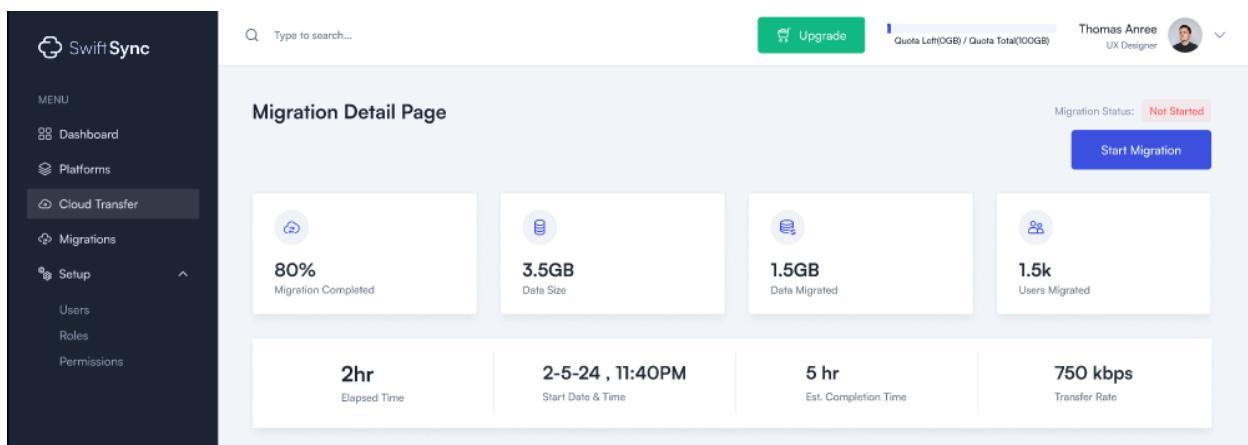 SwiftSync
Type to search...
Upgrade
Quota Left(0GB) / Quota Total(100GB)
Thomas Anree
UX Designer
MENU
Dashboard
Platforms
Cloud Transfer
Migrations
Setup
Users
Roles
Permissions
Migration Detail Page
Migration Status: Not Started
Start Migration
80%
Migration Completed
3.5GB
Data Size
1.5GB
Data Migrated
1.5k
Users Migrated
2hr
Elapsed Time
2-5-24 , 11:40PM
Start Date & Time
5 hr
Est. Completion Time
750 kbps
Transfer Rate